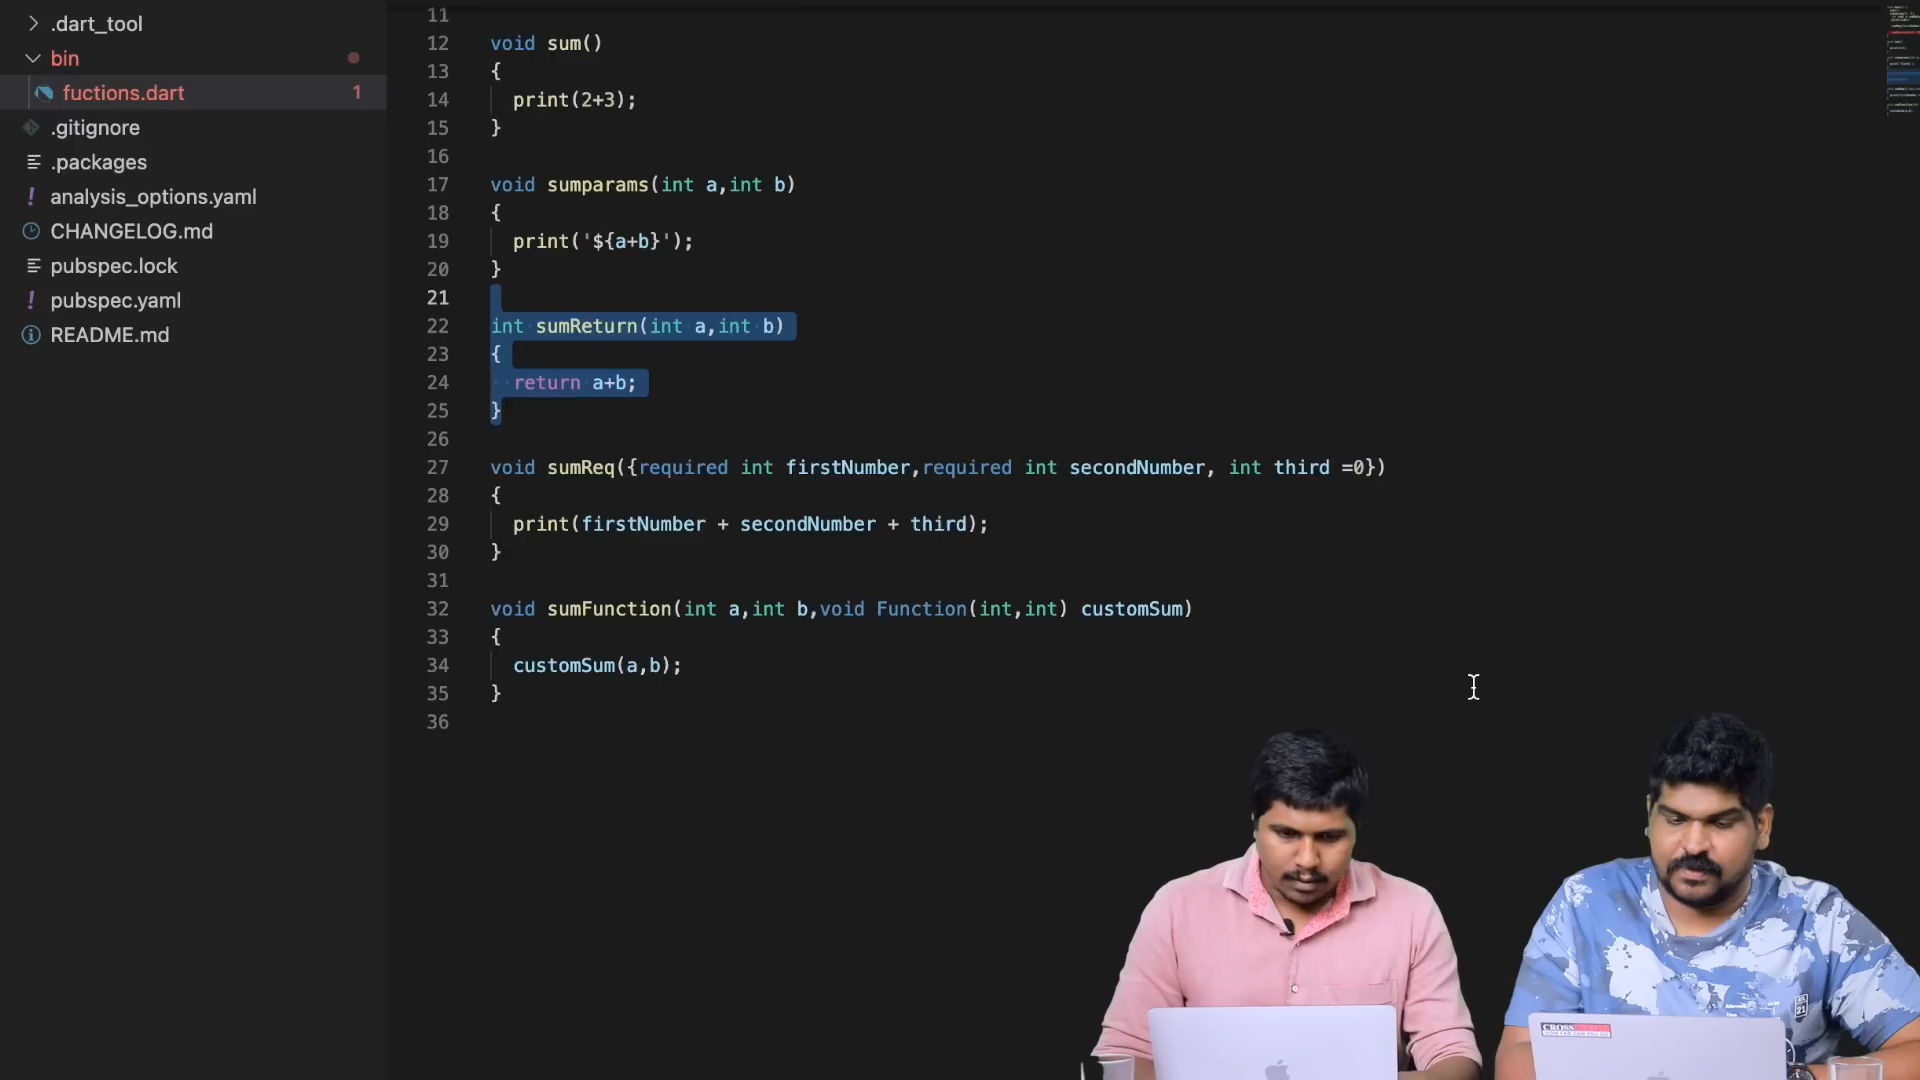 .dart_tool
bin
fuctions.dart 1
.gitignore
.packages
analysis_options.yaml
CHANGELOG.md
pubspec.lock
pubspec.yaml
README.md
11
12 void sum()
13 {
14 print(2+3);
15 }
16
17 void sumparams(int a,int b)
18 {
19 print('${a+b}');
20 }
21
22 int sumReturn(int a,int b)
23 {
24 return a+b;
25 }
26
27 void sumReq({required int firstNumber,required int secondNumber, int third =0})
28 {
29 print(firstNumber + secondNumber + third);
30 }
31
32 void sumFunction(int a,int b,void Function(int,int) customSum)
33 {
34 customSum(a,b);
35 }
36
21